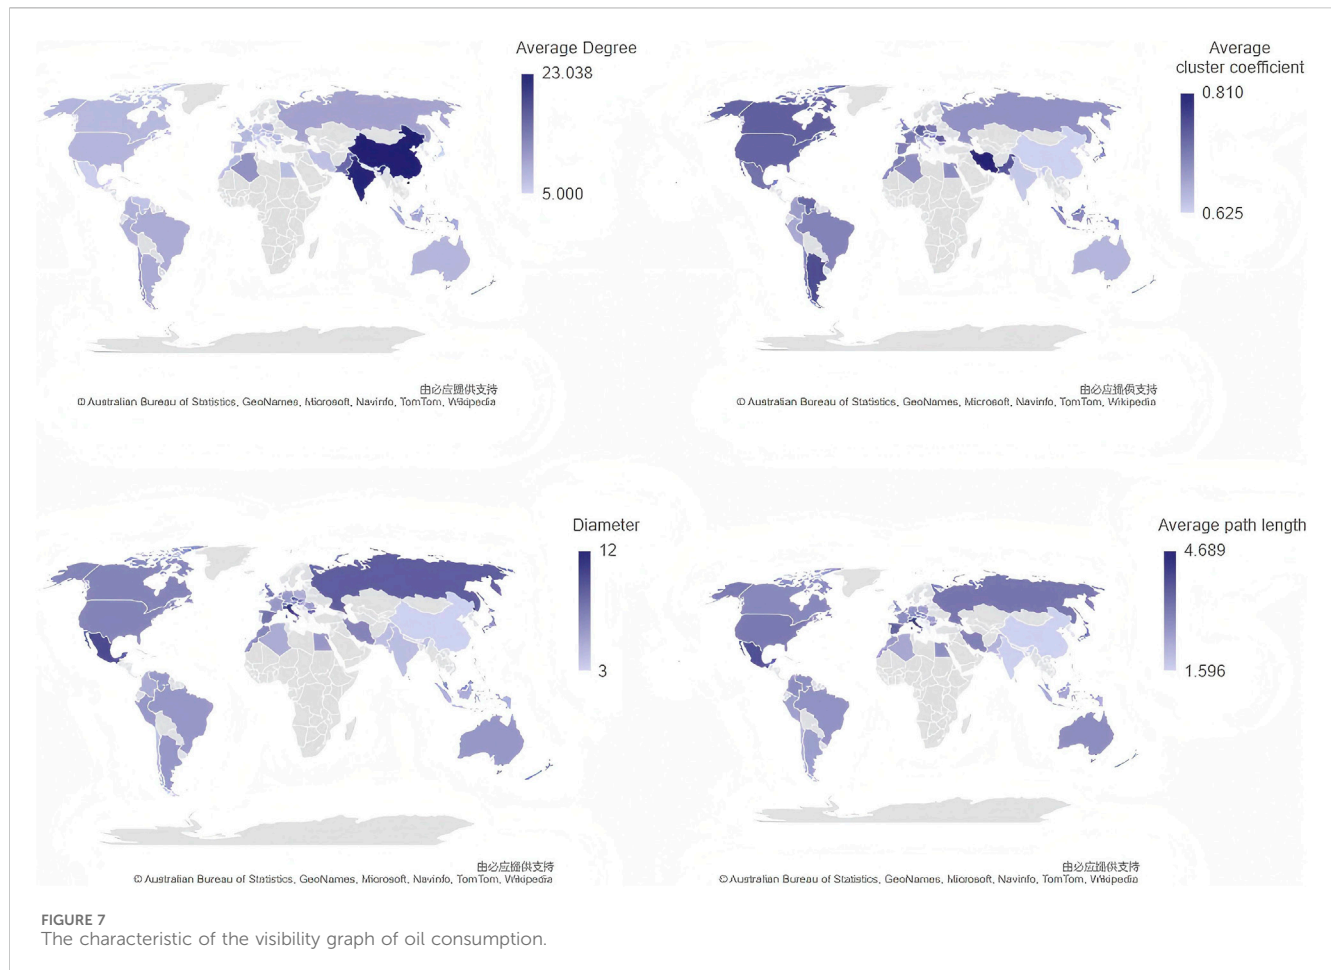 Average Degree
23.038
5.000
由必应提供支持
© Australian Bureau of Statistics, GeoNames, Microsoft, Navinfo, TomTom, Wikipedia
Average
cluster coefficient
0.810
0.625
由必应提供支持
© Australian Bureau of Statistics, GeoNames, Microsoft, Navinfo, TomTom, Wikipedia
Diameter
12
3
由必应提供支持
© Australian Bureau of Statistics, GeoNames, Microsoft, Navinfo, TomTom, Wikipedia
Average path length
4.689
1.596
由必应提供支持
© Australian Bureau of Statistics, GeoNames, Microsoft, Navinfo, TomTom, Wikipedia
FIGURE 7
The characteristic of the visibility graph of oil consumption.